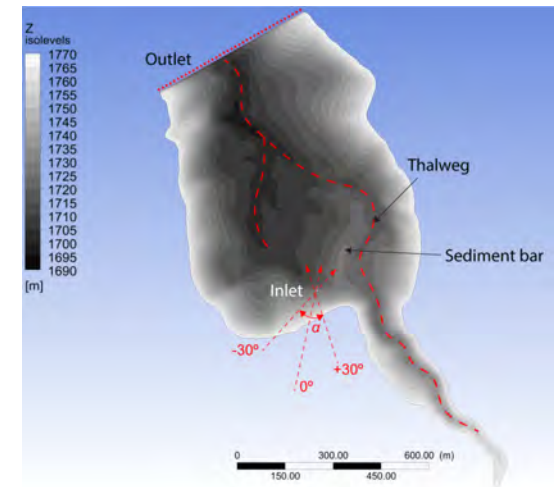 Z
isolevels
1770
1765
1760
1755
1750
1745
1740
1735
1730
1725
1720
1715
1710
1705
1700
1695
1690
[m]
Outlet
Thalweg
Sediment bar
Inlet
α
-30º
+30º
0º
0 300.00 600.00 (m)
150.00 450.00